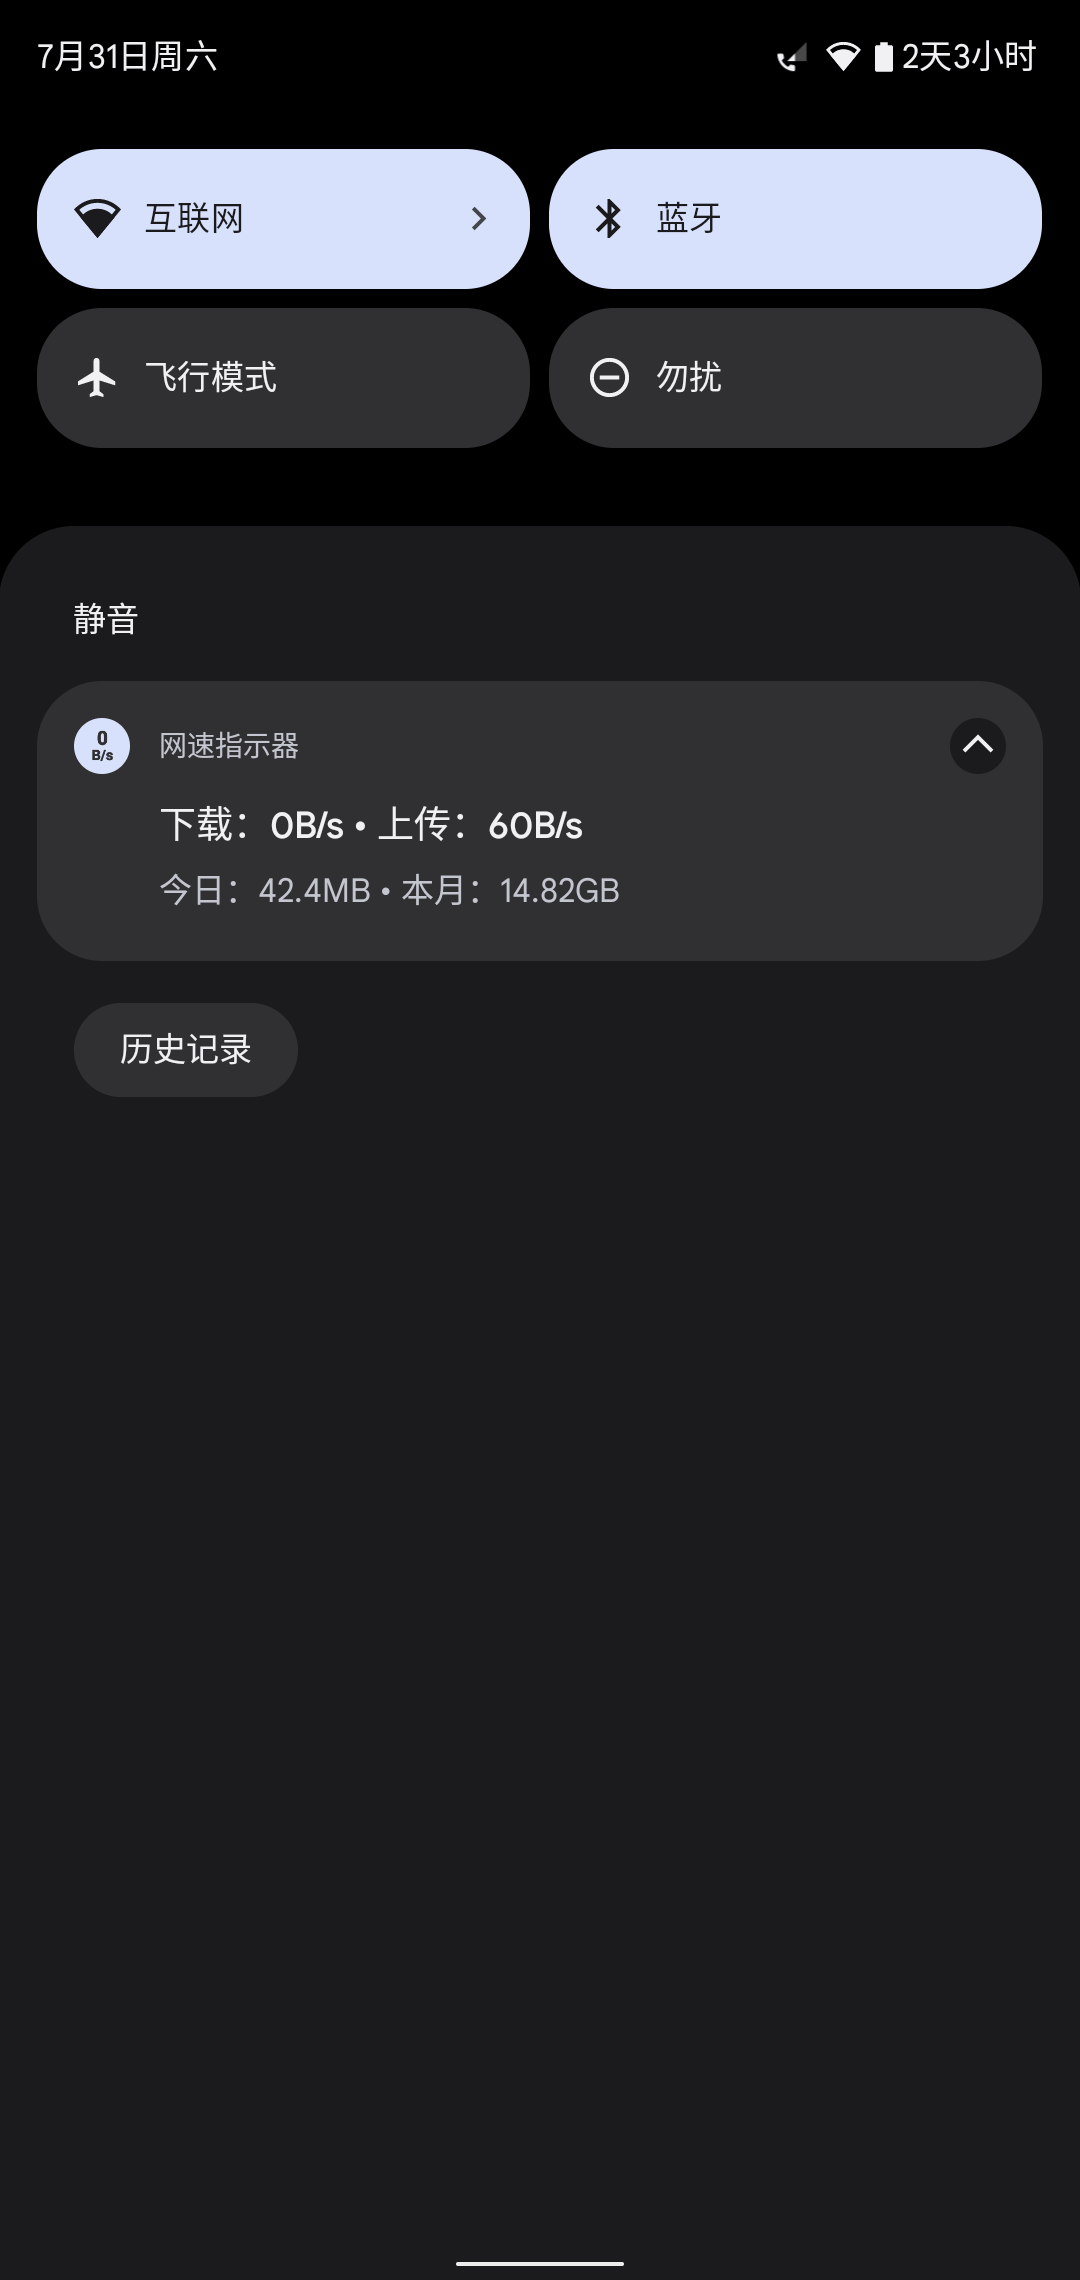 7月31日周六
2天3小时
互联网
蓝牙
飞行模式
勿扰
静音
0
B/s
网速指示器
下载：0B/s • 上传：60B/s
今日：42.4MB • 本月：14.82GB
历史记录